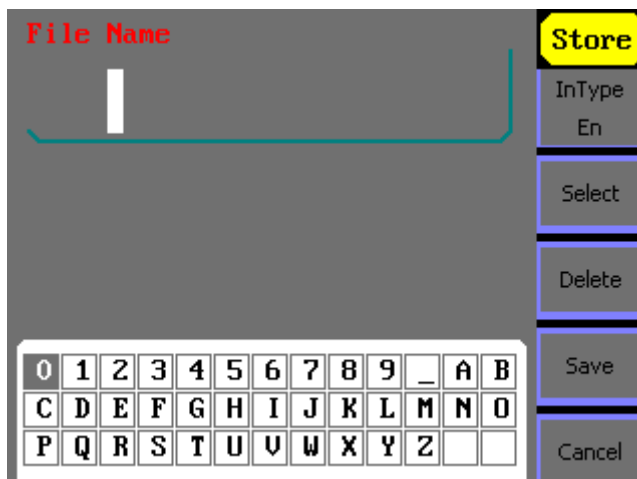 File Name
Store
InType
En
Select
Delete
Save
Cancel
0 1 2 3 4 5 6 7 8 9 _ A B
C D E F G H I J K L M N O
P Q R S T U V W X Y Z